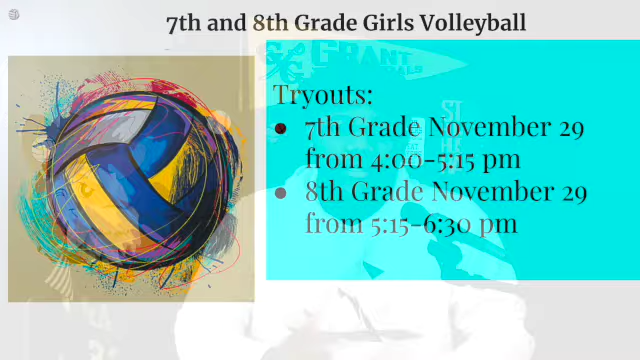 7th and 8th Grade Girls Volleyball
GRANT
Tryouts:
● 7th Grade November 29
from 4:00-5:15 pm
● 8th Grade November 29
from 5:15-6:30 pm